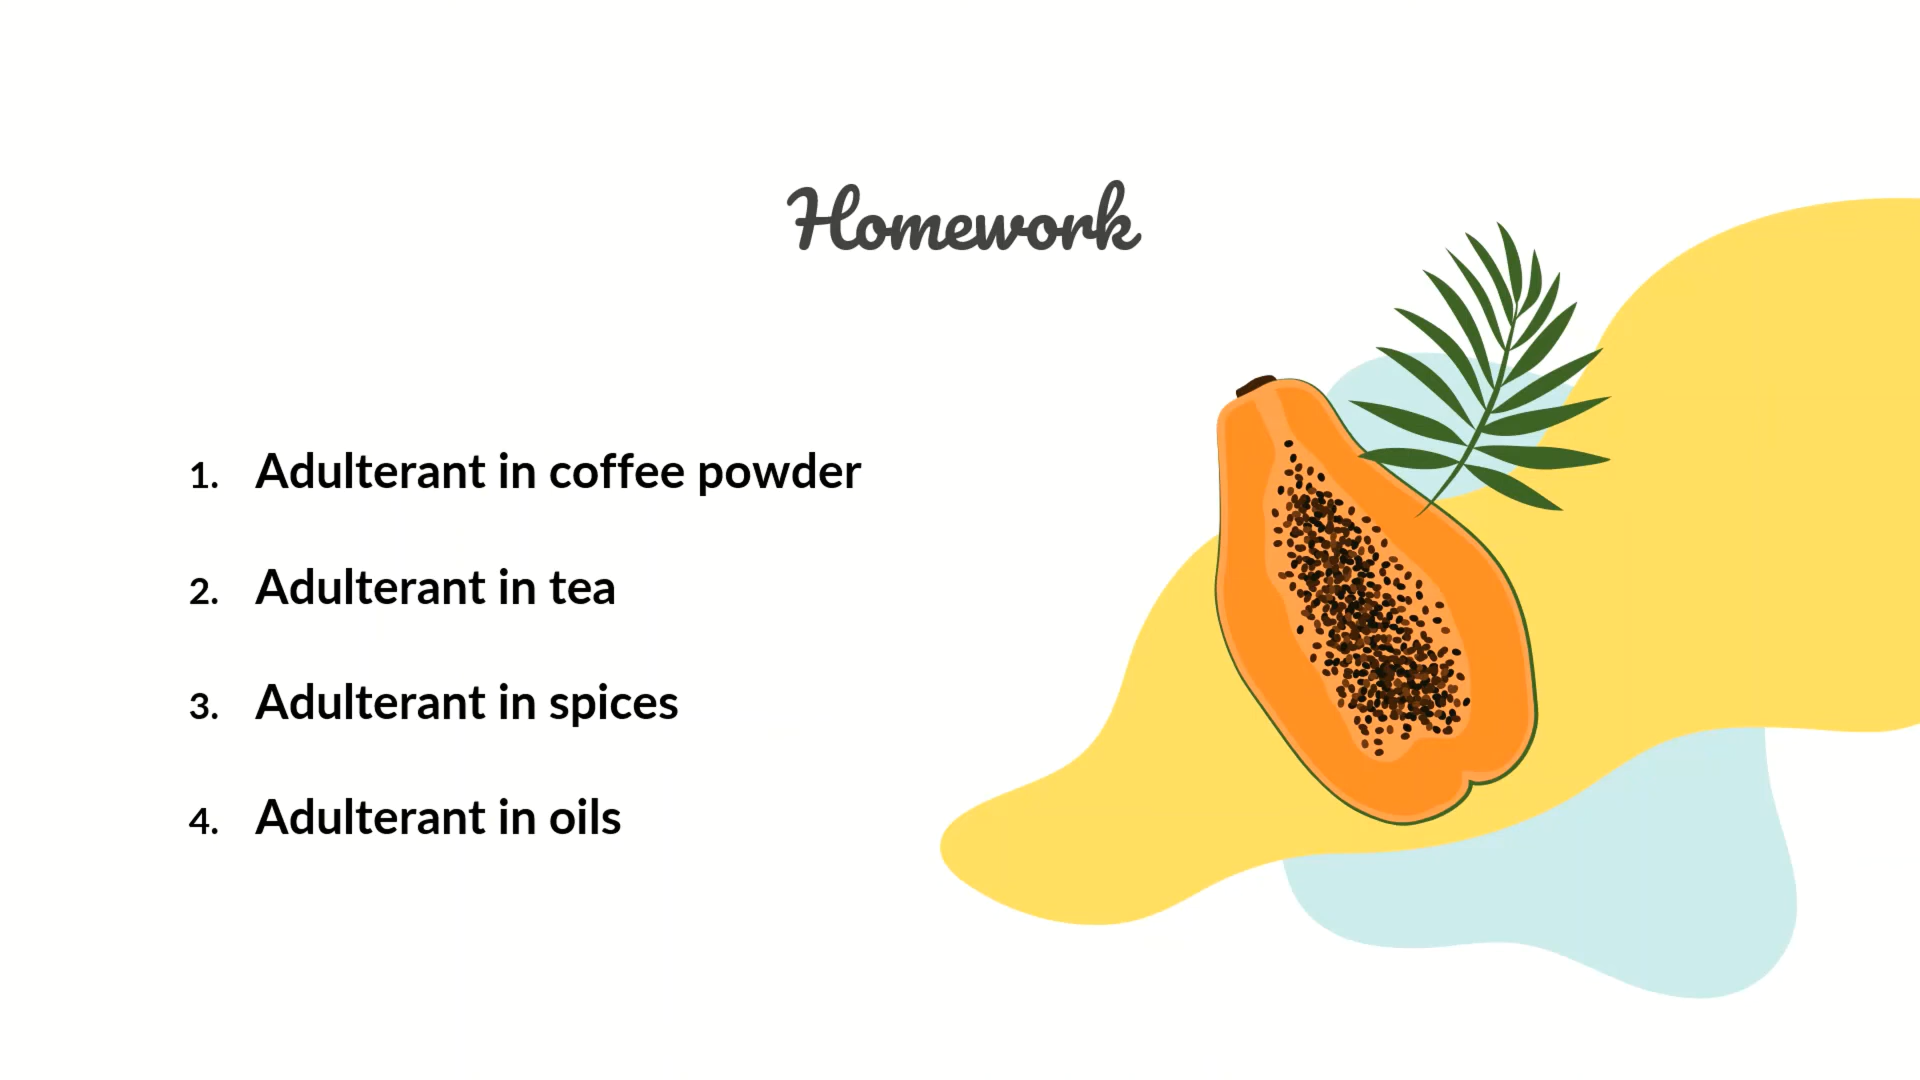 Homework
1. Adulterant in coffee powder
2. Adulterant in tea
3. Adulterant in spices
4. Adulterant in oils